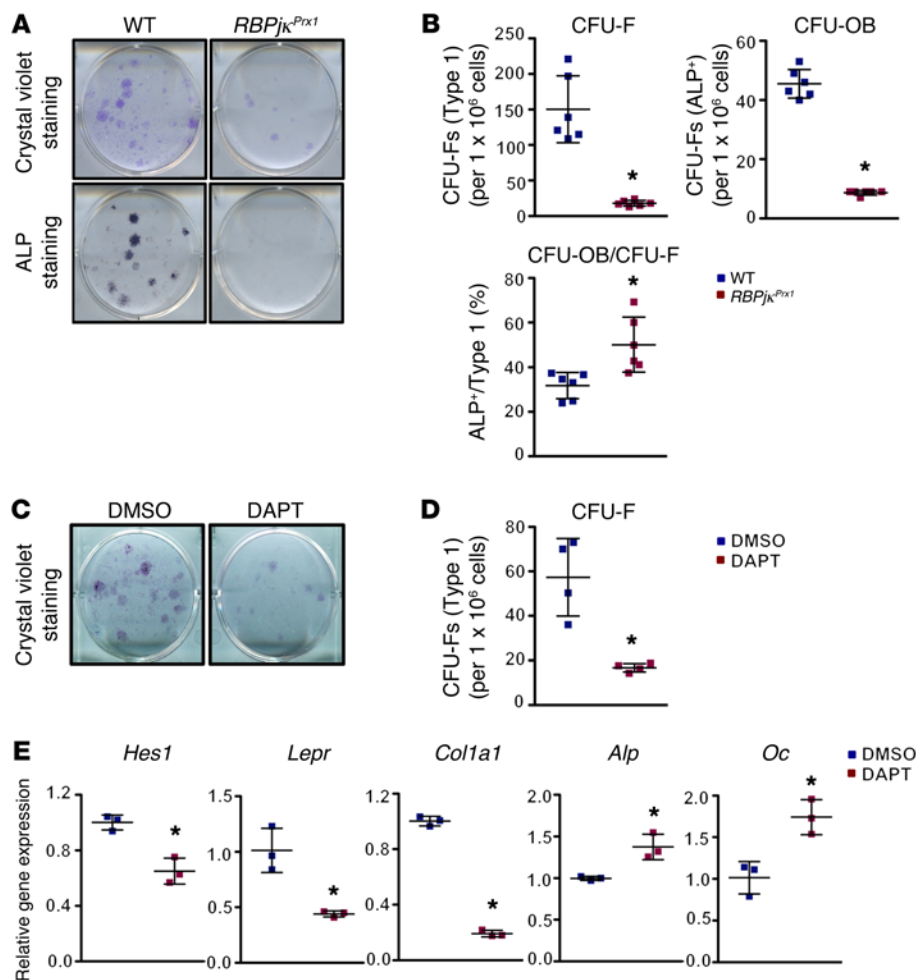 A
WT
RBPjκ^Prx1
Crystal violet
staining
ALP
staining
B
CFU-F
CFU-Fs (Type 1)
(per 1 x 10⁶ cells)
250
200
150
100
50
0
*
CFU-OB
CFU-Fs (ALP⁺)
(per 1 x 10⁶ cells)
60
40
20
0
*
CFU-OB/CFU-F
ALP⁺/Type 1 (%)
80
60
40
20
0
*
WT
RBPjκ^Prx1
C
DMSO
DAPT
Crystal violet
staining
D
CFU-F
CFU-Fs (Type 1)
(per 1 x 10⁶ cells)
80
60
40
20
0
*
DMSO
DAPT
E
Relative gene expression
Hes1
1.2
0.8
0.4
0.0
*
Lepr
1.5
1.0
0.5
0.0
*
Col1a1
1.2
0.8
0.4
0.0
*
Alp
2.0
1.5
1.0
0.5
0.0
*
Oc
2.0
1.5
1.0
0.5
0.0
*
DMSO
DAPT